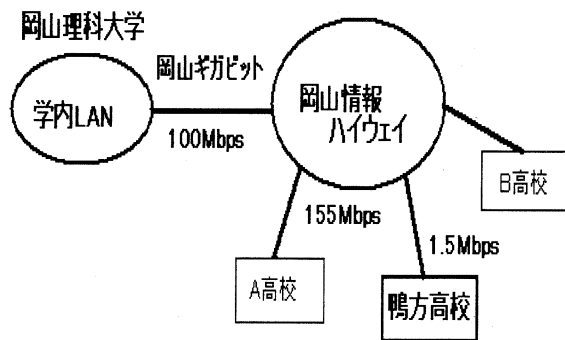 岡山理科大学
岡山ギガビット
学内LAN
100Mbps
岡山情報
ハイウェイ
B高校
155Mbps
1.5Mbps
A高校
鴨方高校